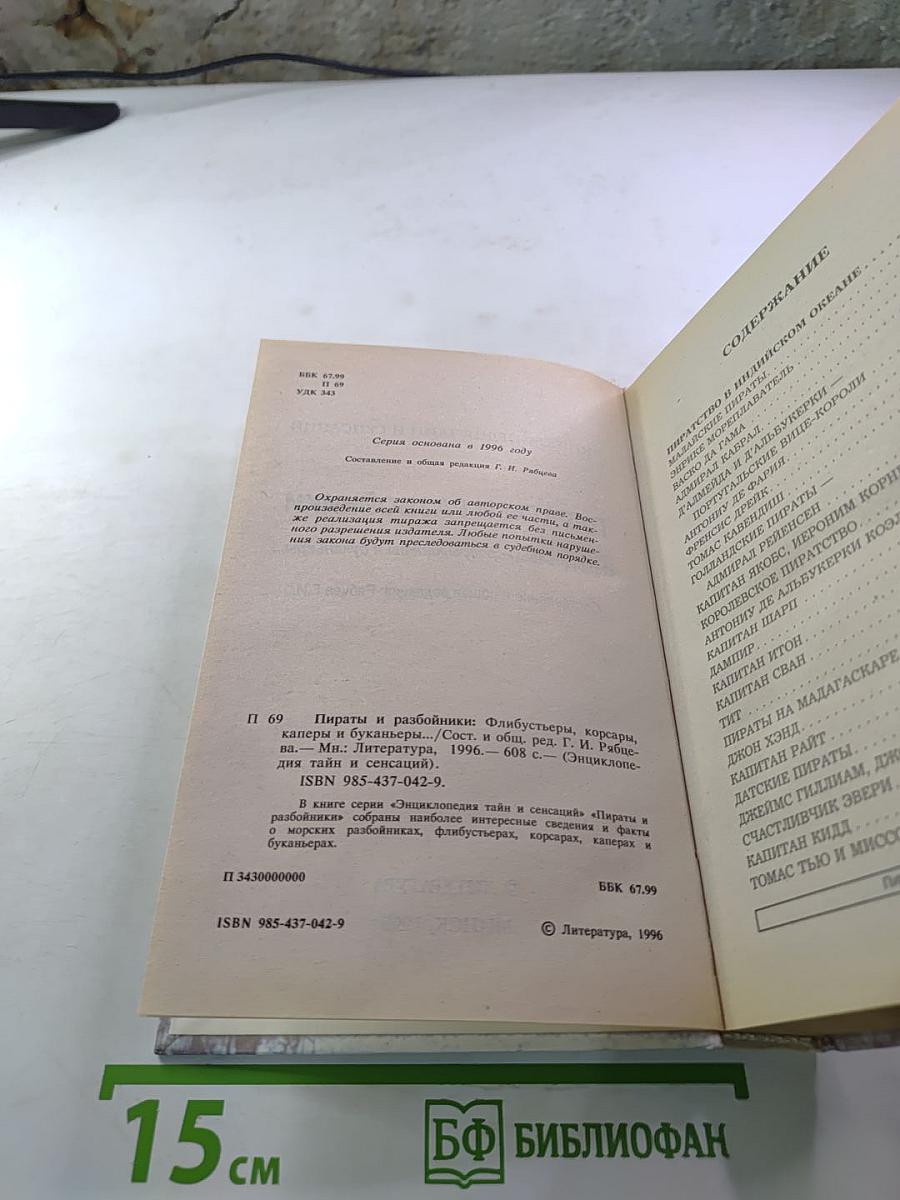 ББК 67.99
П 69
УДК 343
Серия основана в 1996 году
Составление и общая редакция Г. И. Рябцева
Охраняется законом об авторском праве. Вос-
произведение всей книги или любой ее части, а так-
же реализация тиража запрещается без письмен-
ного разрешения издателя. Любые попытки наруше-
ния закона будут преследоваться в судебном порядке.
П 69 Пираты и разбойники: Флибустьеры, корсары,
каперы и буканьеры.../Сост. и общ. ред. Г. И. Рябце-
ва.— Мн.: Литература, 1996.— 608 с.— (Энциклопе-
дия тайн и сенсаций).
ISBN 985-437-042-9.
В книге серии «Энциклопедия тайн и сенсаций» «Пираты и
разбойники» собраны наиболее интересные сведения и факты
о морских разбойниках, флибустьерах, корсарах, каперах и
буканьерах.
П 3430000000
ББК 67.99
ISBN 985-437-042-9
© Литература, 1996
СОДЕРЖАНИЕ
ПИРАТСТВО В ИНДИЙСКОМ ОКЕАНЕ
МАЛАЙСКИЕ ПИРАТЫ
ЭНРИКЕ МОРЕПЛАВАТЕЛЬ
ВАСКО ДА ГАМА
АДМИРАЛ КАБРАЛ
Д'АЛМЕЙДА И Д'АЛЬБУКЕРКИ —
ПОРТУГАЛЬСКИЕ ВИЦЕ-КОРОЛИ
АНТОНИУ ДЕ ФАРИЯ
ФРЕНСИС ДРЕЙК
ТОМАС КАВЕНДИШ
ГОЛЛАНДСКИЕ ПИРАТЫ —
АДМИРАЛ РЕЙЕНСЕН
КАПИТАН ЯКОБС, ИЕРОНИМ
КОРОЛЕВСКОЕ ПИРАТСТВО
АНТОНИУ ДЕ АЛЬБУКЕРКИ
КАПИТАН ШАРП
ДАМПИР
КАПИТАН ИТОН
КАПИТАН СВАН
ТИТ
ПИРАТЫ НА МАДАГАСКАРЕ
ДЖОН ХЭНД
КАПИТАН РАЙТ
ДАТСКИЕ ПИРАТЫ
ДЖЕЙМС ГИЛЛИАМ,
СЧАСТЛИВЧИК ЭВЕРИ
КАПИТАН КИДД
ТОМАС ТЬЮ И
15 см
БФ БИБЛИОФАН